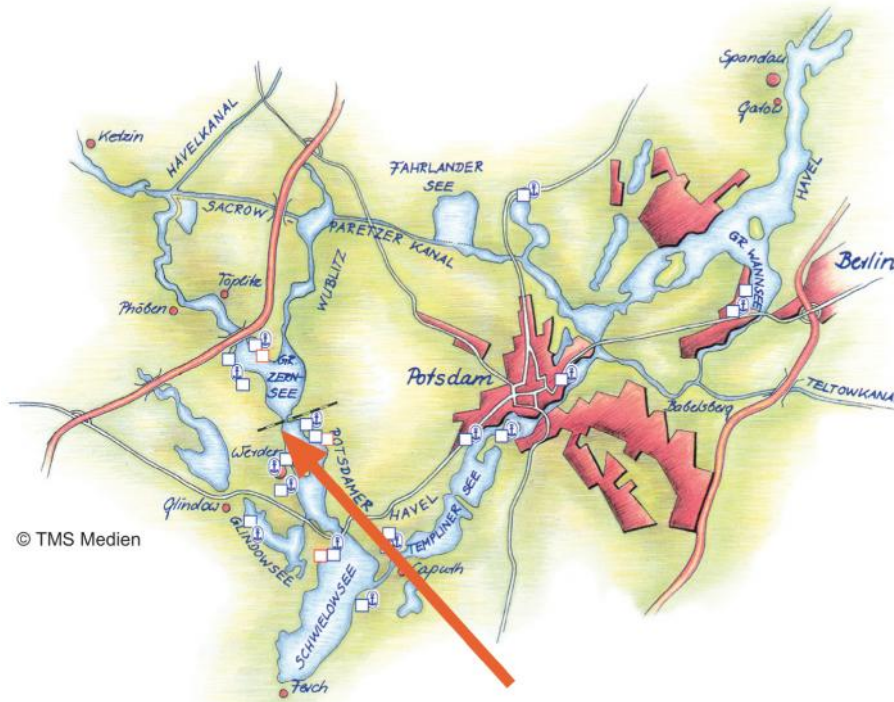 Spandau
Gatow
Ketzin
HAVELKANAL
FAHRLANDER
SEE
HAVEL
SACROW
PARETZER KANAL
GR. WANNSEE
WUBLITZ
Berlin
Töplitz
Phöben
GR.
ZERN-
SEE
Potsdam
TELTOWKANAL
Babelsberg
Werder
POTSDAMER
HAVEL
Glindow
GLINDOWSEE
TEMPLINER SEE
© TMS Medien
Caputh
SCHWIELOWSEE
Ferch